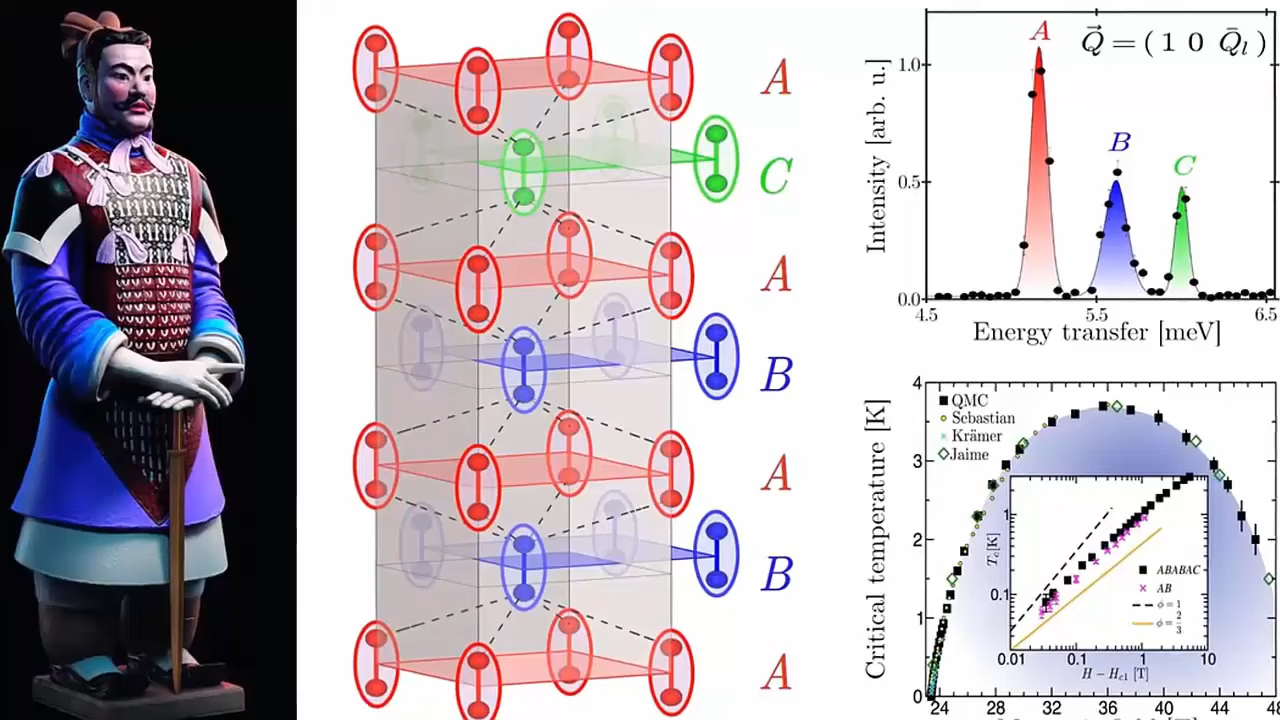 A
C
A
B
A
B
A
A
Q⃗ = ( 1 0 Q̄l )
B
C
Intensity [arb. u.]
1.0
0.5
0.0
4.5
5.5
6.5
Energy transfer [meV]
Critical temperature [K]
4
3
2
1
0
QMC
Sebastian
Krämer
Jaime
Tc [K]
1
0.1
ABABAC
AB
ϕ = 1
ϕ = 2/3
0.01
0.1
1
10
H − Hc1 [T]
24
28
32
36
40
44
48